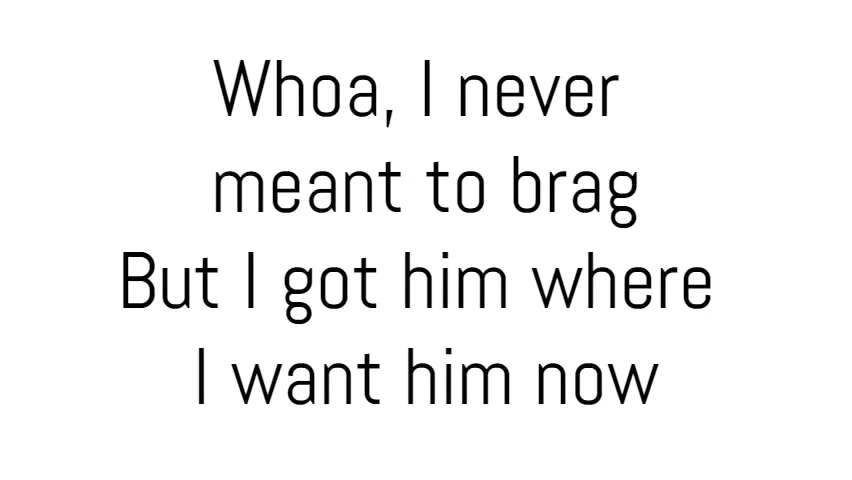 Whoa, I never
meant to brag
But I got him where
I want him now